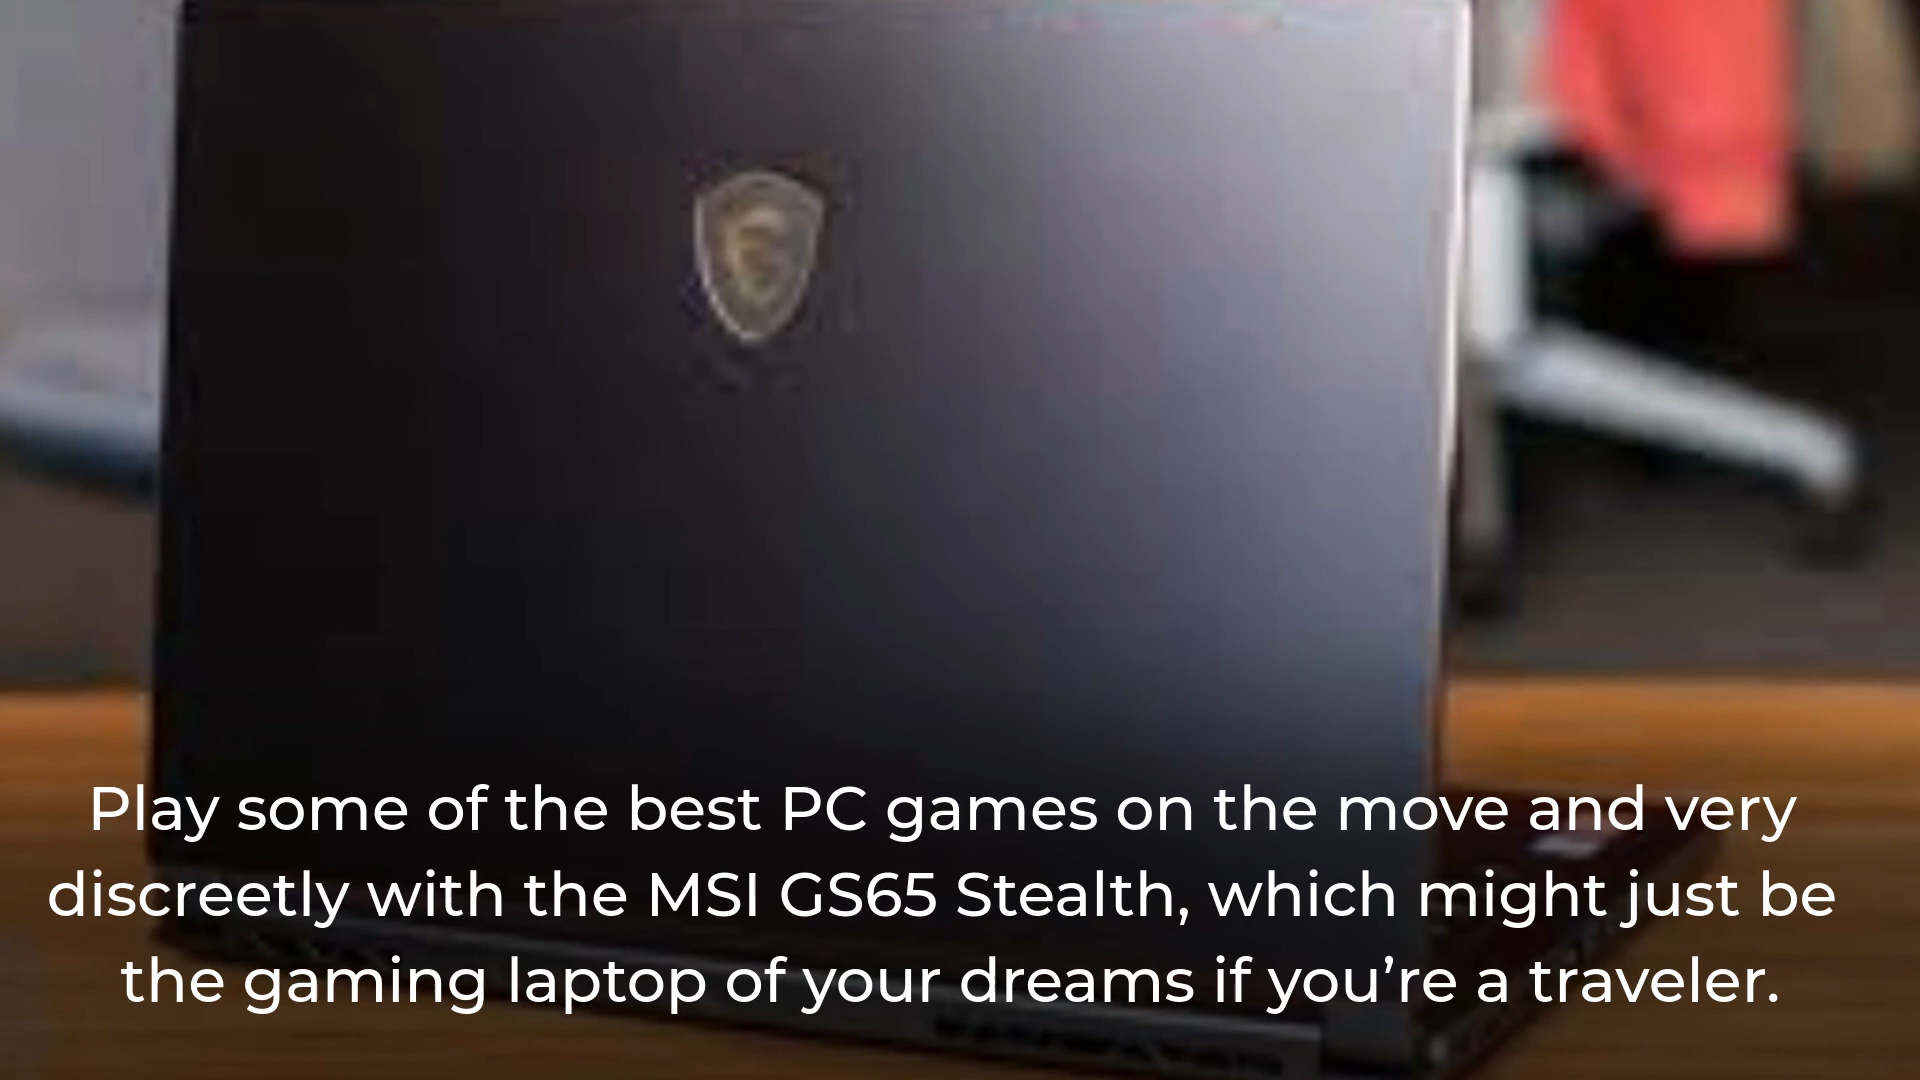 Play some of the best PC games on the move and very
discreetly with the MSI GS65 Stealth, which might just be
the gaming laptop of your dreams if you’re a traveler.